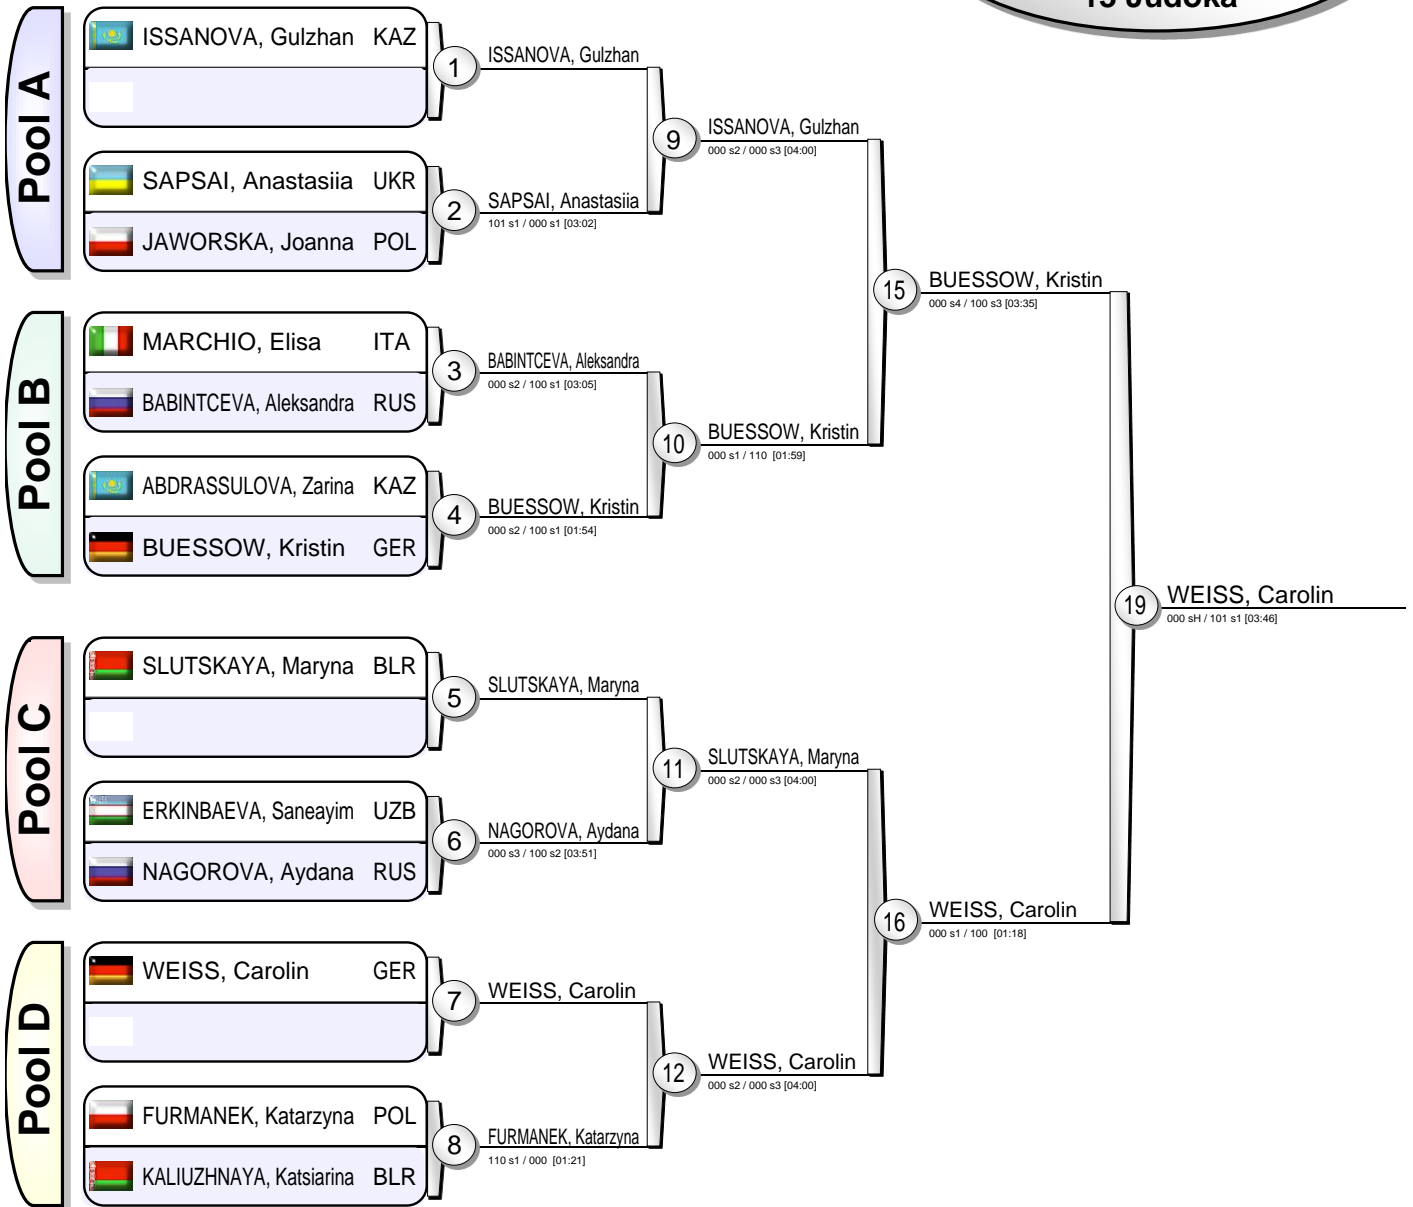 13 Judoka
Pool A
ISSANOVA, Gulzhan KAZ
SAPSAI, Anastasiia UKR
JAWORSKA, Joanna POL
1
ISSANOVA, Gulzhan
2
SAPSAI, Anastasiia
101 s1 / 000 s1 [03:02]
9
ISSANOVA, Gulzhan
000 s2 / 000 s3 [04:00]
Pool B
MARCHIO, Elisa ITA
BABINTCEVA, Aleksandra RUS
ABDRASSULOVA, Zarina KAZ
BUESSOW, Kristin GER
3
BABINTCEVA, Aleksandra
000 s2 / 100 s1 [03:05]
4
BUESSOW, Kristin
000 s2 / 100 s1 [01:54]
10
BUESSOW, Kristin
000 s1 / 110 [01:59]
15
BUESSOW, Kristin
000 s4 / 100 s3 [03:35]
Pool C
SLUTSKAYA, Maryna BLR
ERKINBAEVA, Saneayim UZB
NAGOROVA, Aydana RUS
5
SLUTSKAYA, Maryna
6
NAGOROVA, Aydana
000 s3 / 100 s2 [03:51]
11
SLUTSKAYA, Maryna
000 s2 / 000 s3 [04:00]
Pool D
WEISS, Carolin GER
FURMANEK, Katarzyna POL
KALIUZHNAYA, Katsiarina BLR
7
WEISS, Carolin
8
FURMANEK, Katarzyna
110 s1 / 000 [01:21]
12
WEISS, Carolin
000 s2 / 000 s3 [04:00]
16
WEISS, Carolin
000 s1 / 100 [01:18]
19
WEISS, Carolin
000 sH / 101 s1 [03:46]